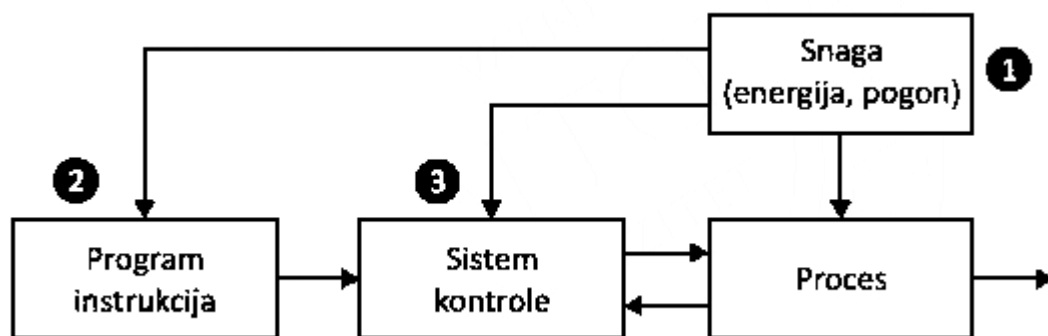 Snaga
(energija, pogon)
1
2
3
Program
instrukcija
Sistem
kontrole
Proces